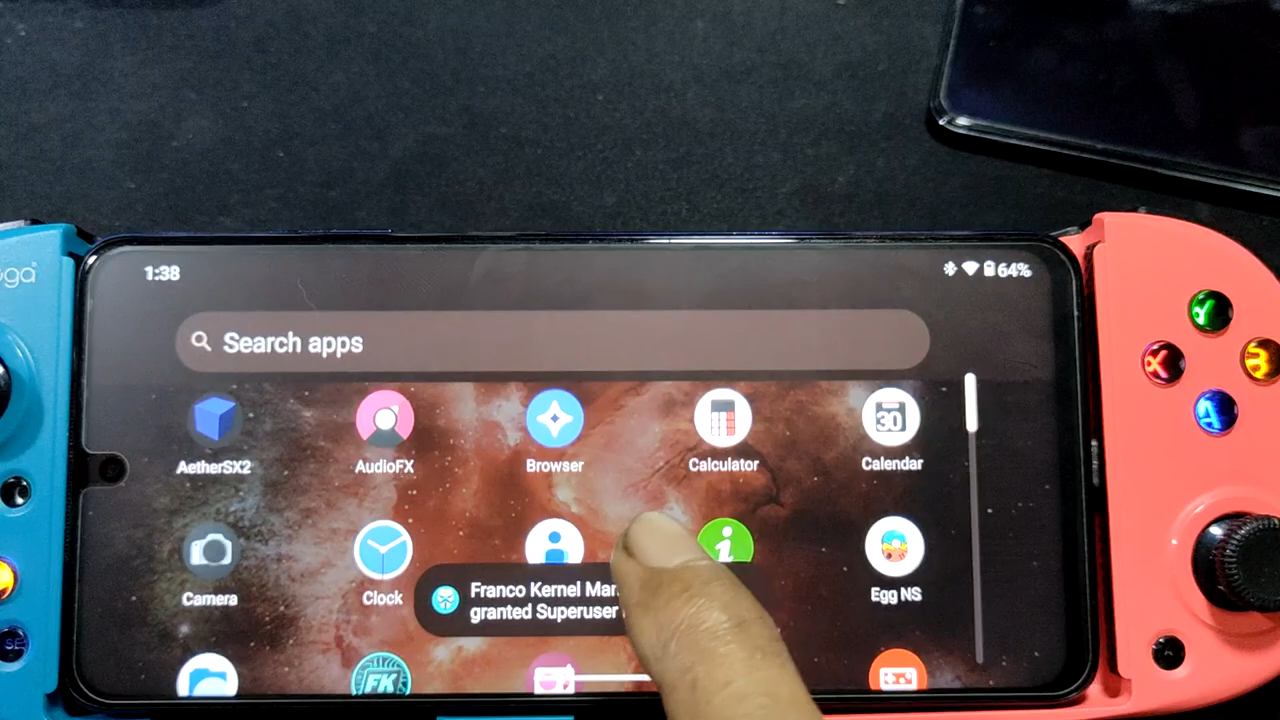 1:38
64%
Search apps
AetherSX2
AudioFX
Browser
Calculator
30
Calendar
Camera
Clock
i
Egg NS
Franco Kernel
granted Superuser
FK
Y
X
B
A
SE